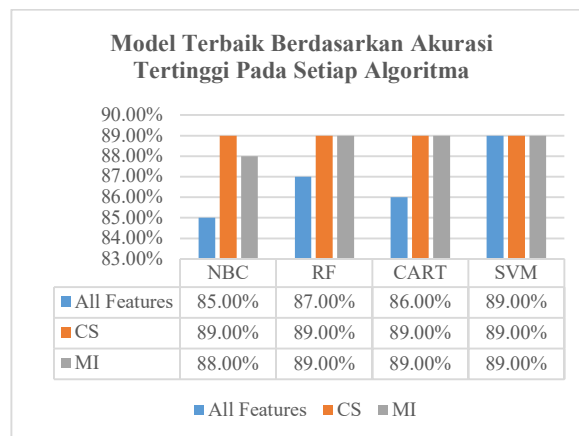 Model Terbaik Berdasarkan Akurasi
Tertinggi Pada Setiap Algoritma
90.00%
89.00%
88.00%
87.00%
86.00%
85.00%
84.00%
83.00%
NBC RF CART SVM
All Features 85.00% 87.00% 86.00% 89.00%
CS 89.00% 89.00% 89.00% 89.00%
MI 88.00% 89.00% 89.00% 89.00%
All Features CS MI